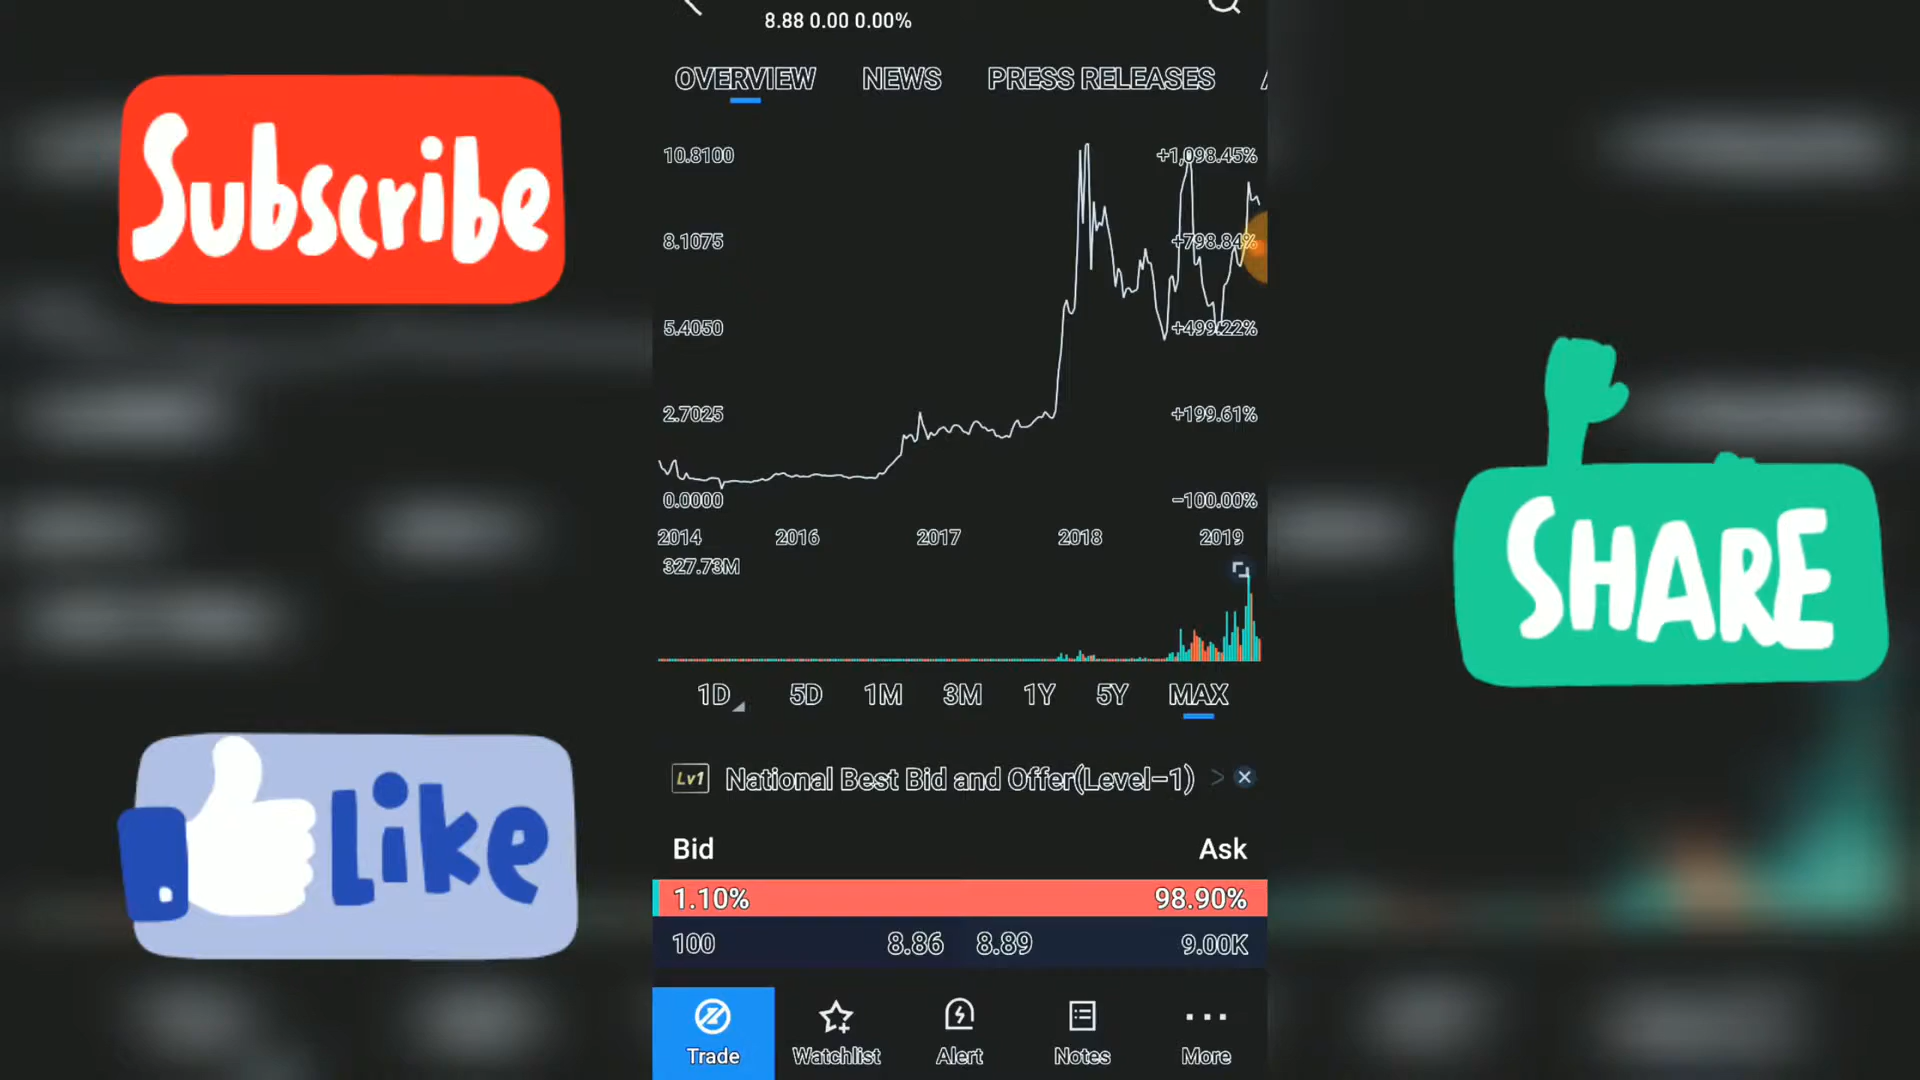 8.88 0.00 0.00%
OVERVIEW NEWS PRESS RELEASES
Subscribe
10.8100 +1,098.45%
8.1075 +798.84%
5.4050 +499.22%
2.7025 +199.61%
0.0000 -100.00%
2014 2016 2017 2018 2019
327.73M
SHARE
1D 5D 1M 3M 1Y 5Y MAX
Lv1 National Best Bid and Offer(Level-1) >
Like
Bid Ask
1.10% 98.90%
100 8.86 8.89 9.00K
Trade Watchlist Alert Notes More